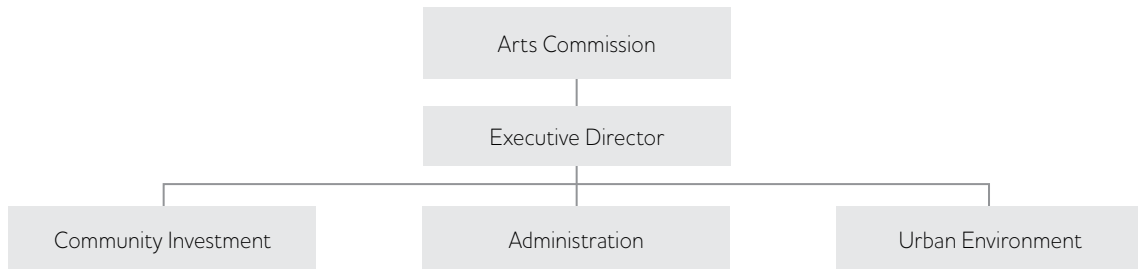 Arts Commission
Executive Director
Community Investment
Administration
Urban Environment